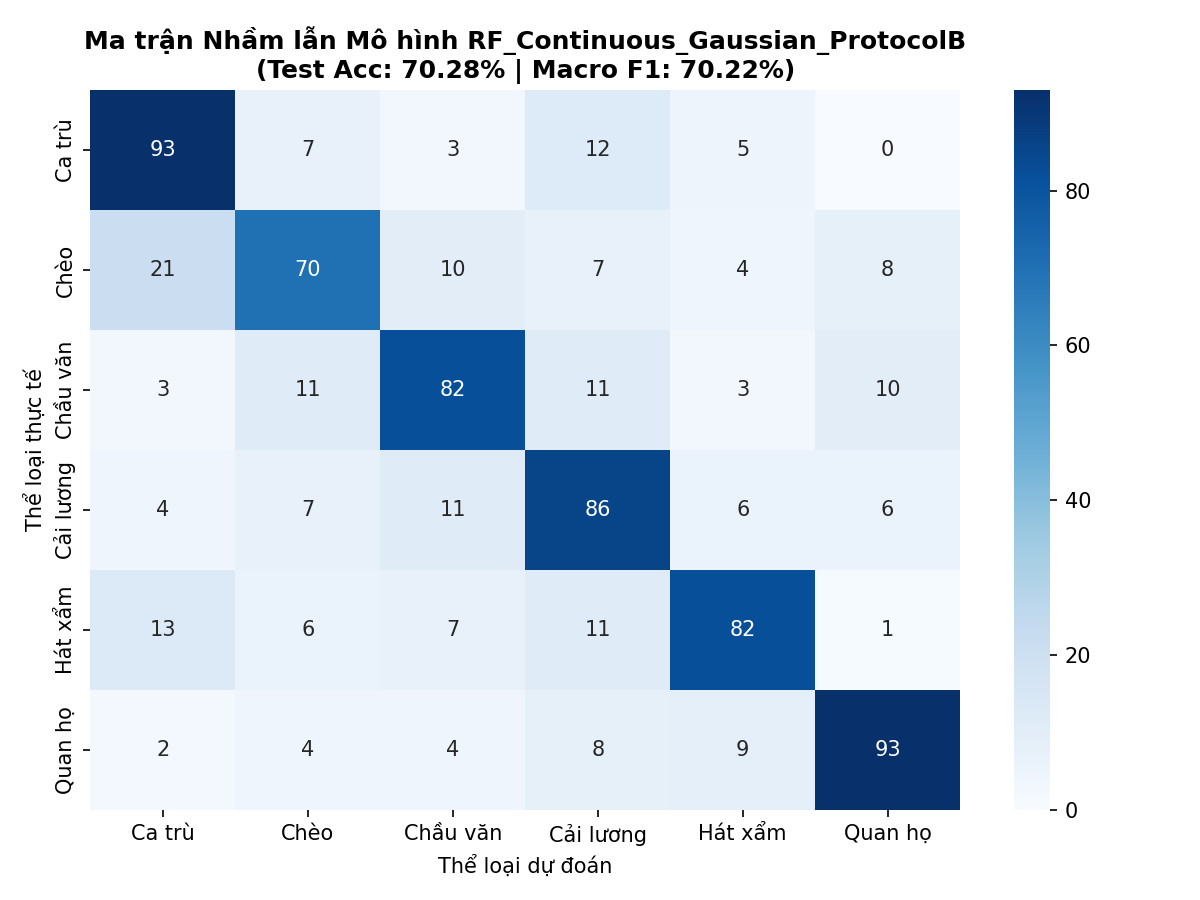 Ma trận Nhầm lẫn Mô hình RF_Continuous_Gaussian_ProtocolB
(Test Acc: 70.28% | Macro F1: 70.22%)
Thể loại thực tế
Ca trù 93 7 3 12 5 0
Chèo 21 70 10 7 4 8
Chầu văn 3 11 82 11 3 10
Cải lương 4 7 11 86 6 6
Hát xẩm 13 6 7 11 82 1
Quan họ 2 4 4 8 9 93
Ca trù Chèo Chầu văn Cải lương Hát xẩm Quan họ
Thể loại dự đoán
80
60
40
20
0